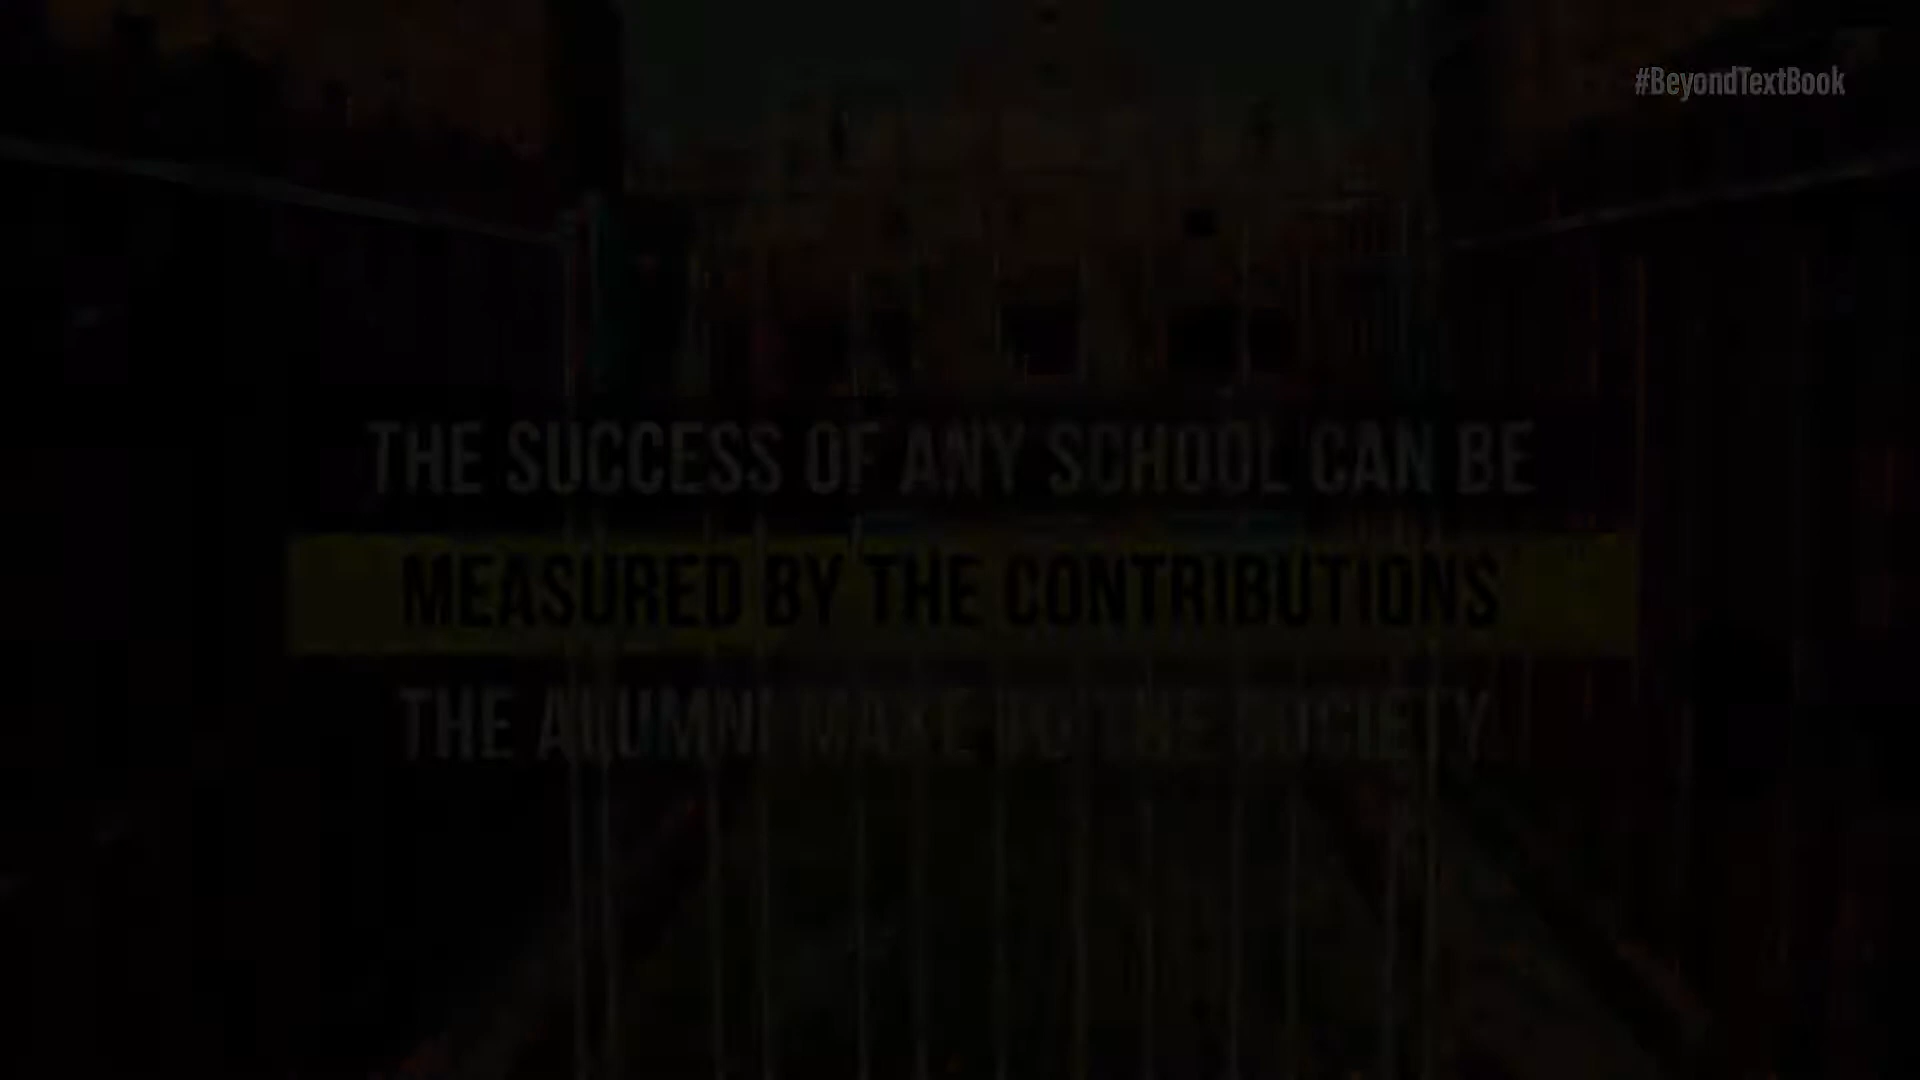 #BeyondTextBook
THE SUCCESS OF ANY SCHOOL CAN BE
MEASURED BY THE CONTRIBUTIONS
THE ALUMNI MAKE TO THE SOCIETY